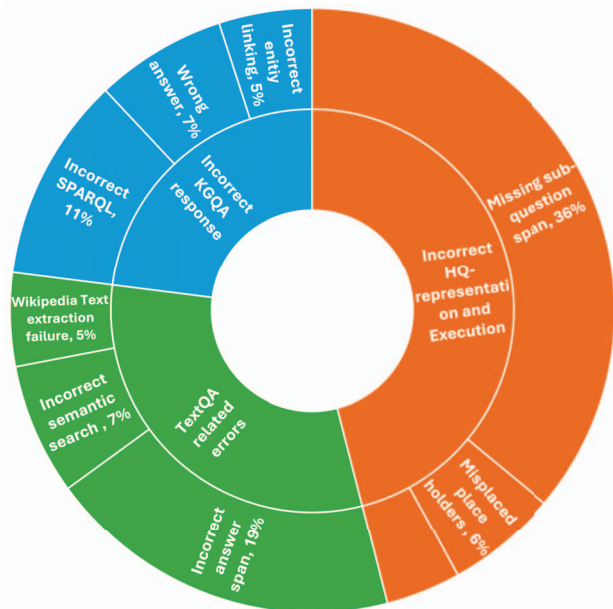 Incorrect
enitiy
linking, 5%
Wrong
answer, 7%
Incorrect
SPARQL,
11%
Incorrect
KGQA
response
Missing sub-
question
span, 36%
Incorrect
HQ-
representati
on and
Execution
Misplaced
place
holders , 6%
Wikipedia Text
extraction
failure, 5%
Incorrect
semantic
search , 7%
Incorrect
answer
span, 19%
TextQA
related
errors